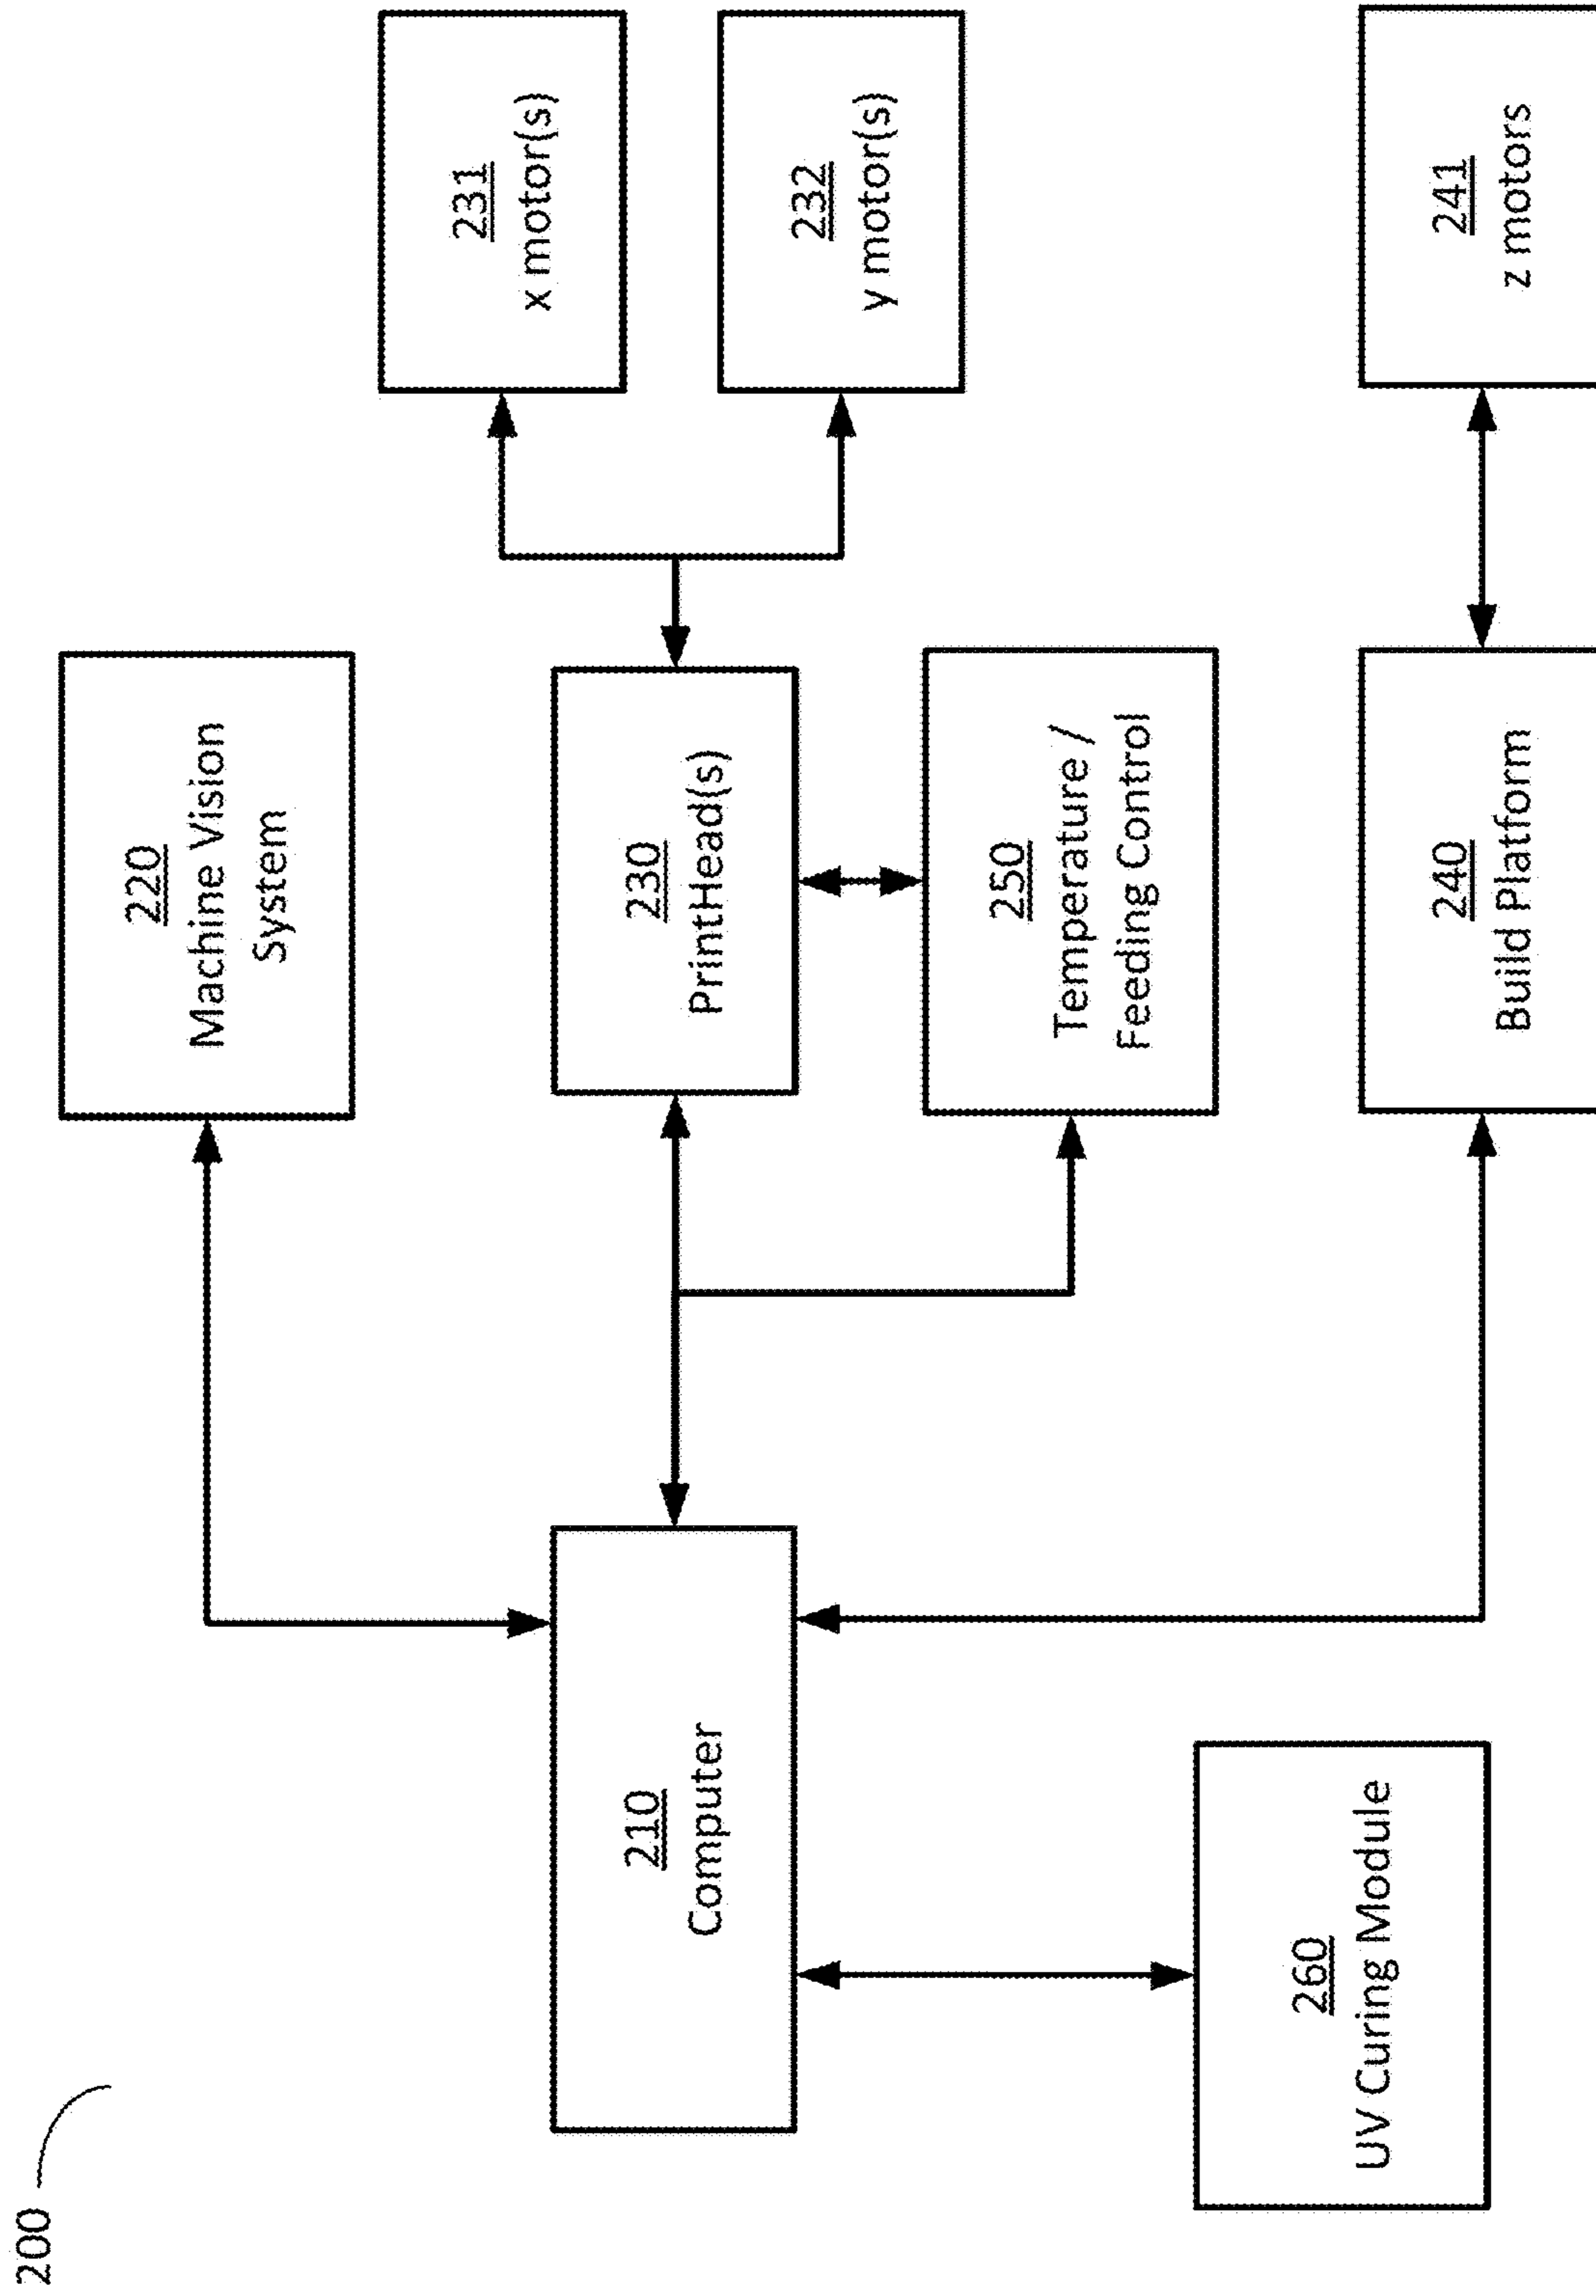 200
220
Machine Vision
System
231
x motor(s)
210
Computer
230
PrintHead(s)
232
y motor(s)
250
Temperature /
Feeding Control
260
UV Curing Module
240
Build Platform
241
z motors